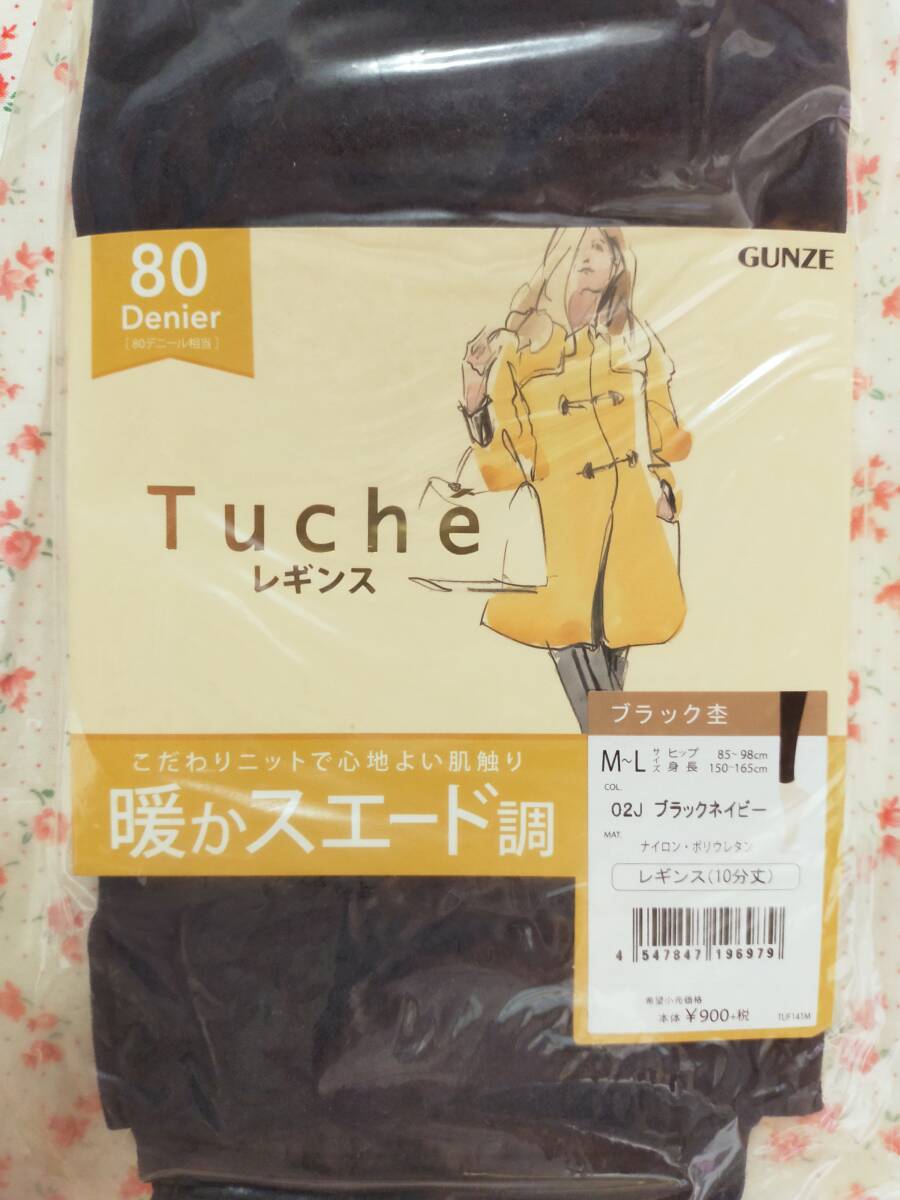 80
Denier
[80デニール相当]
GUNZE
Tuchē
レギンス
こだわりニットで心地よい肌触り
暖かスエード調
ブラック杢
M~L サイズ ヒップ 85~98cm
身長 150~165cm
COL.
02J ブラックネイビー
MAT.
ナイロン・ポリウレタン
レギンス(10分丈)
4 547847 196979
希望小売価格
本体 ¥900+税
TUF141M